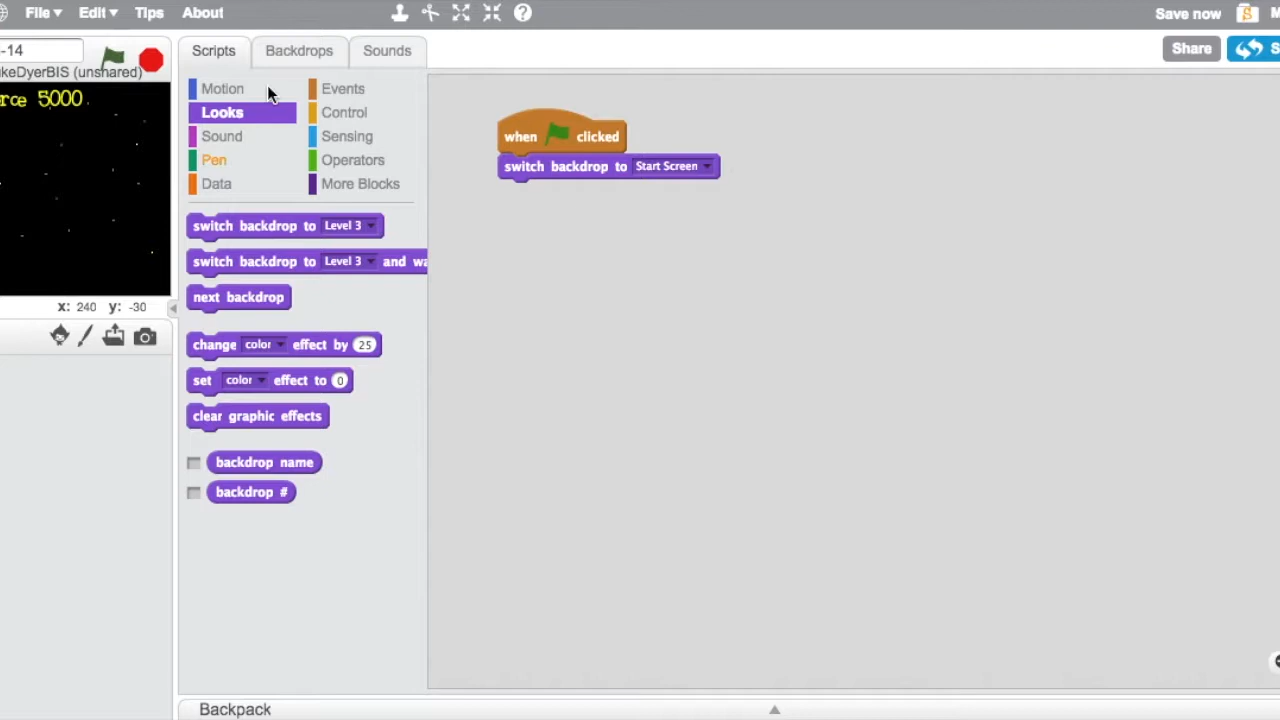 File▾ Edit▾ Tips About
Save now
-14
Scripts Backdrops Sounds
Share
keDyerBIS (unshared)
rce 5000
Motion Events
Looks Control
Sound Sensing
Pen Operators
Data More Blocks
when clicked
switch backdrop to Start Screen
switch backdrop to Level 3
switch backdrop to Level 3 and wa
next backdrop
x: 240 y: -30
change color effect by 25
set color effect to 0
clear graphic effects
backdrop name
backdrop #
Backpack